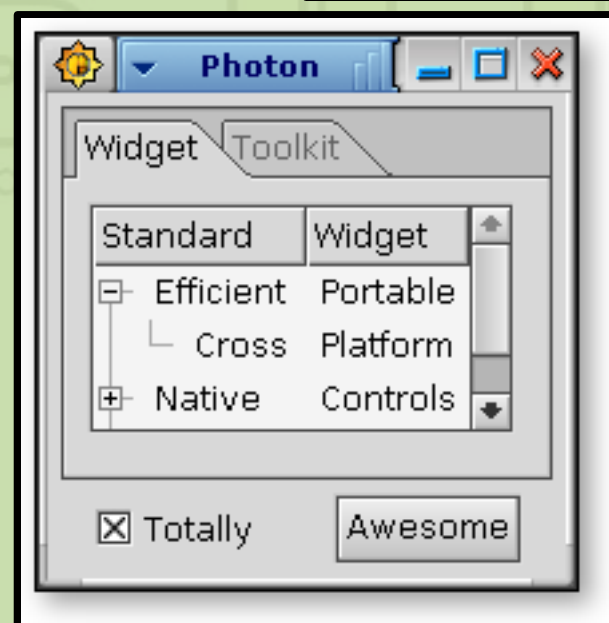 Photon
Widget Toolkit
Standard Widget
Efficient Portable
Cross Platform
Native Controls
Totally Awesome